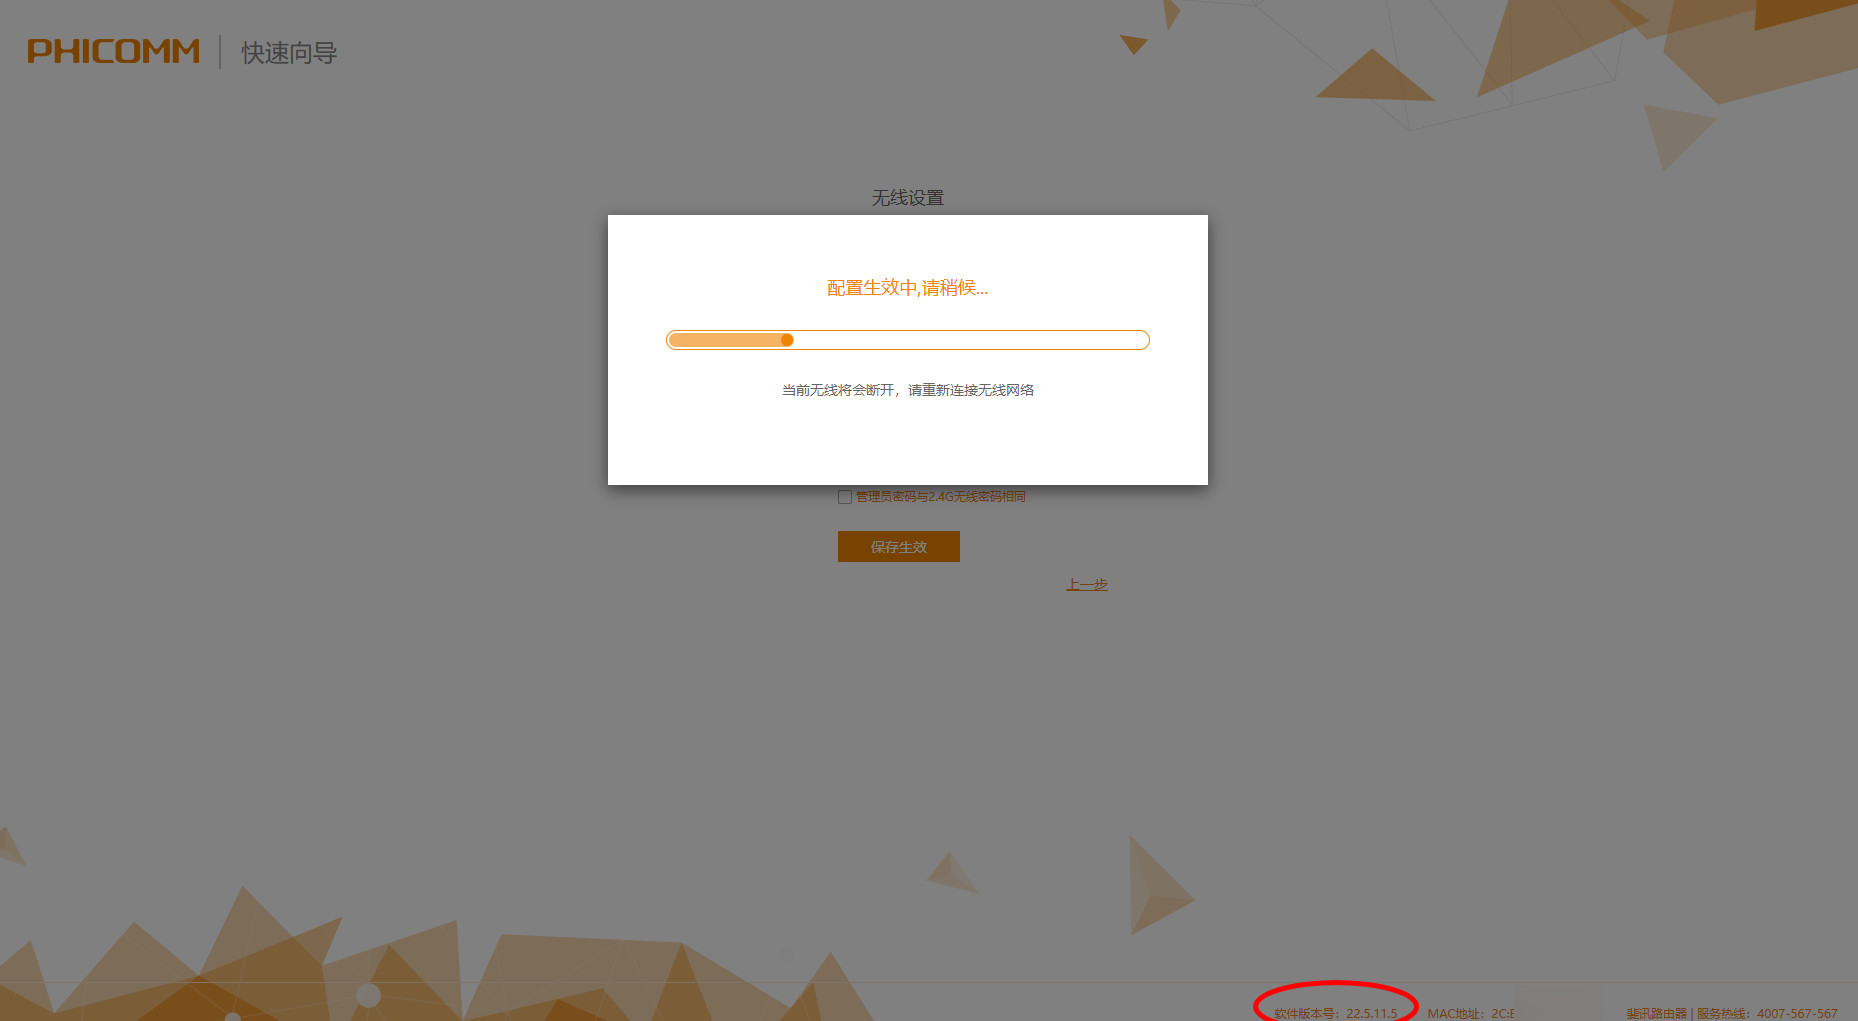 PHICOMM 快速向导
无线设置
配置生效中,请稍候...
当前无线将会断开，请重新连接无线网络
管理员密码与2.4G无线密码相同
保存生效
上一步
软件版本号：22.5.11.5 MAC地址：2C:E 斐讯路由器 | 服务热线：4007-567-567